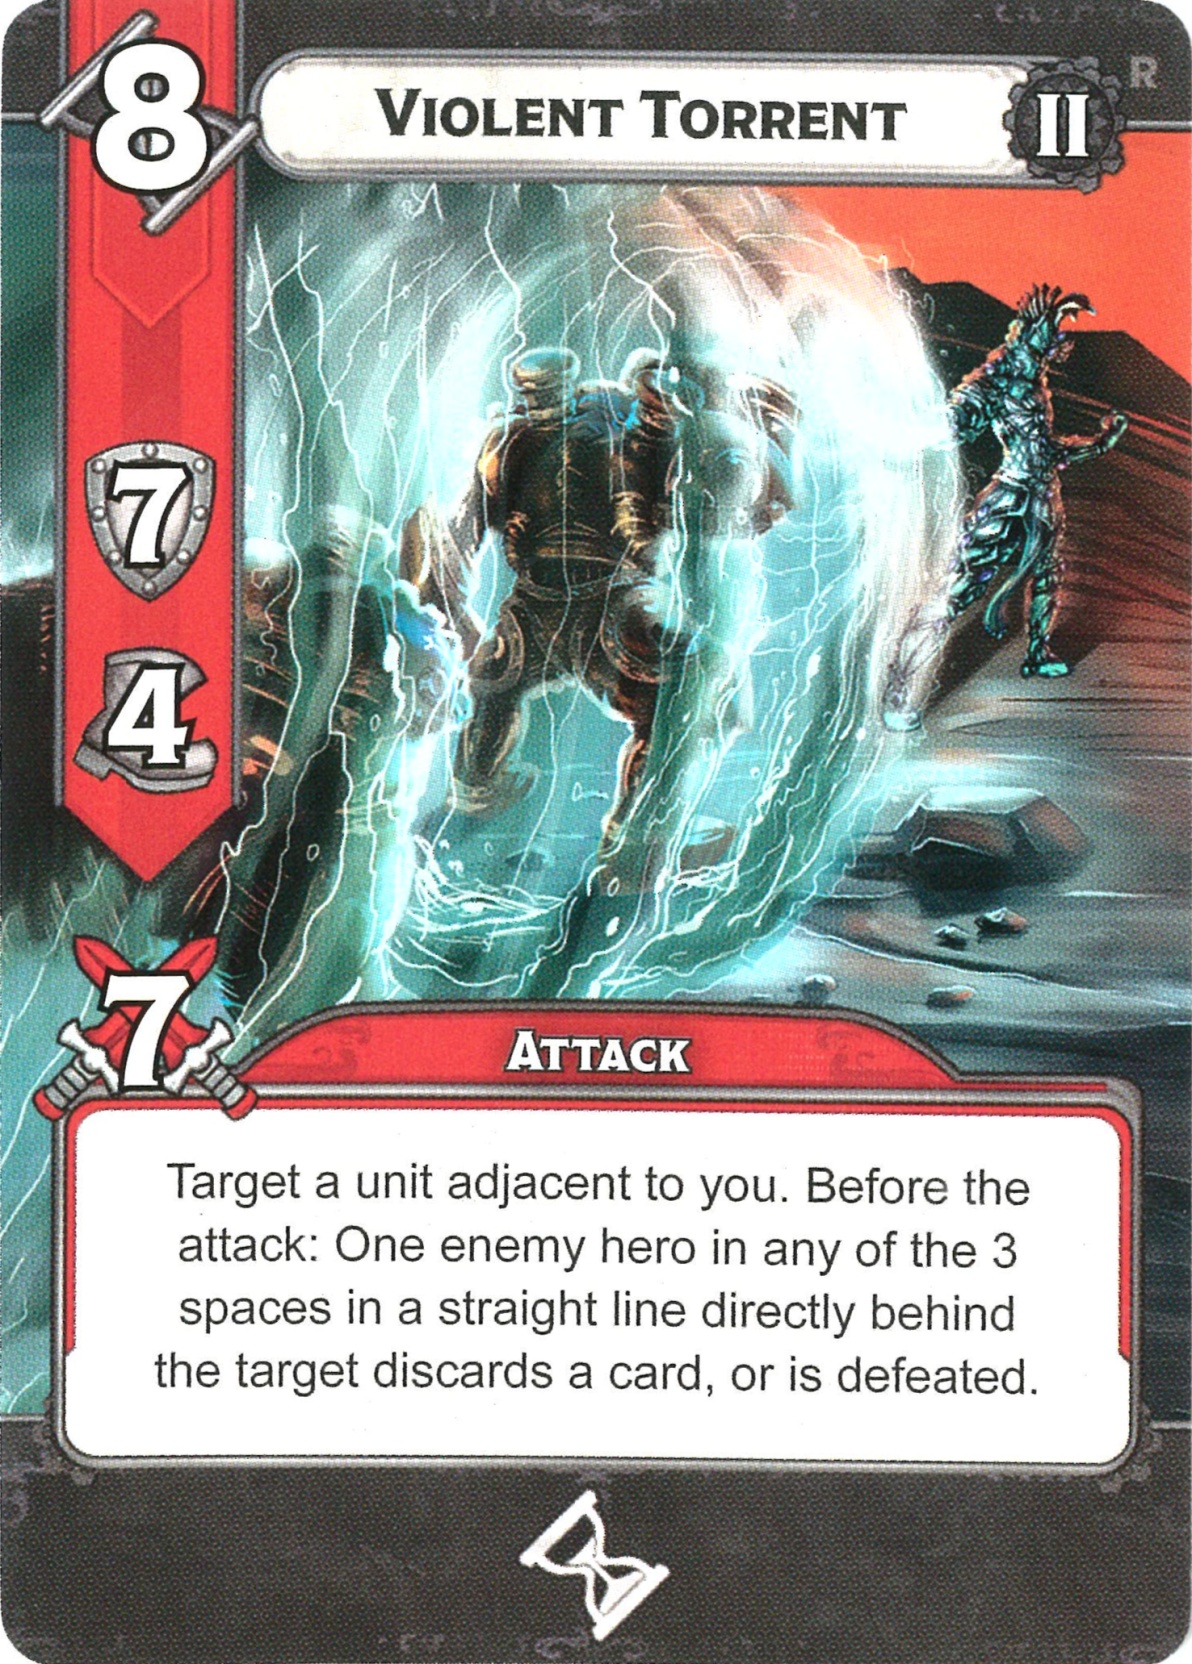 8
VIOLENT TORRENT
II
R
7
4
7
ATTACK
Target a unit adjacent to you. Before the
attack: One enemy hero in any of the 3
spaces in a straight line directly behind
the target discards a card, or is defeated.